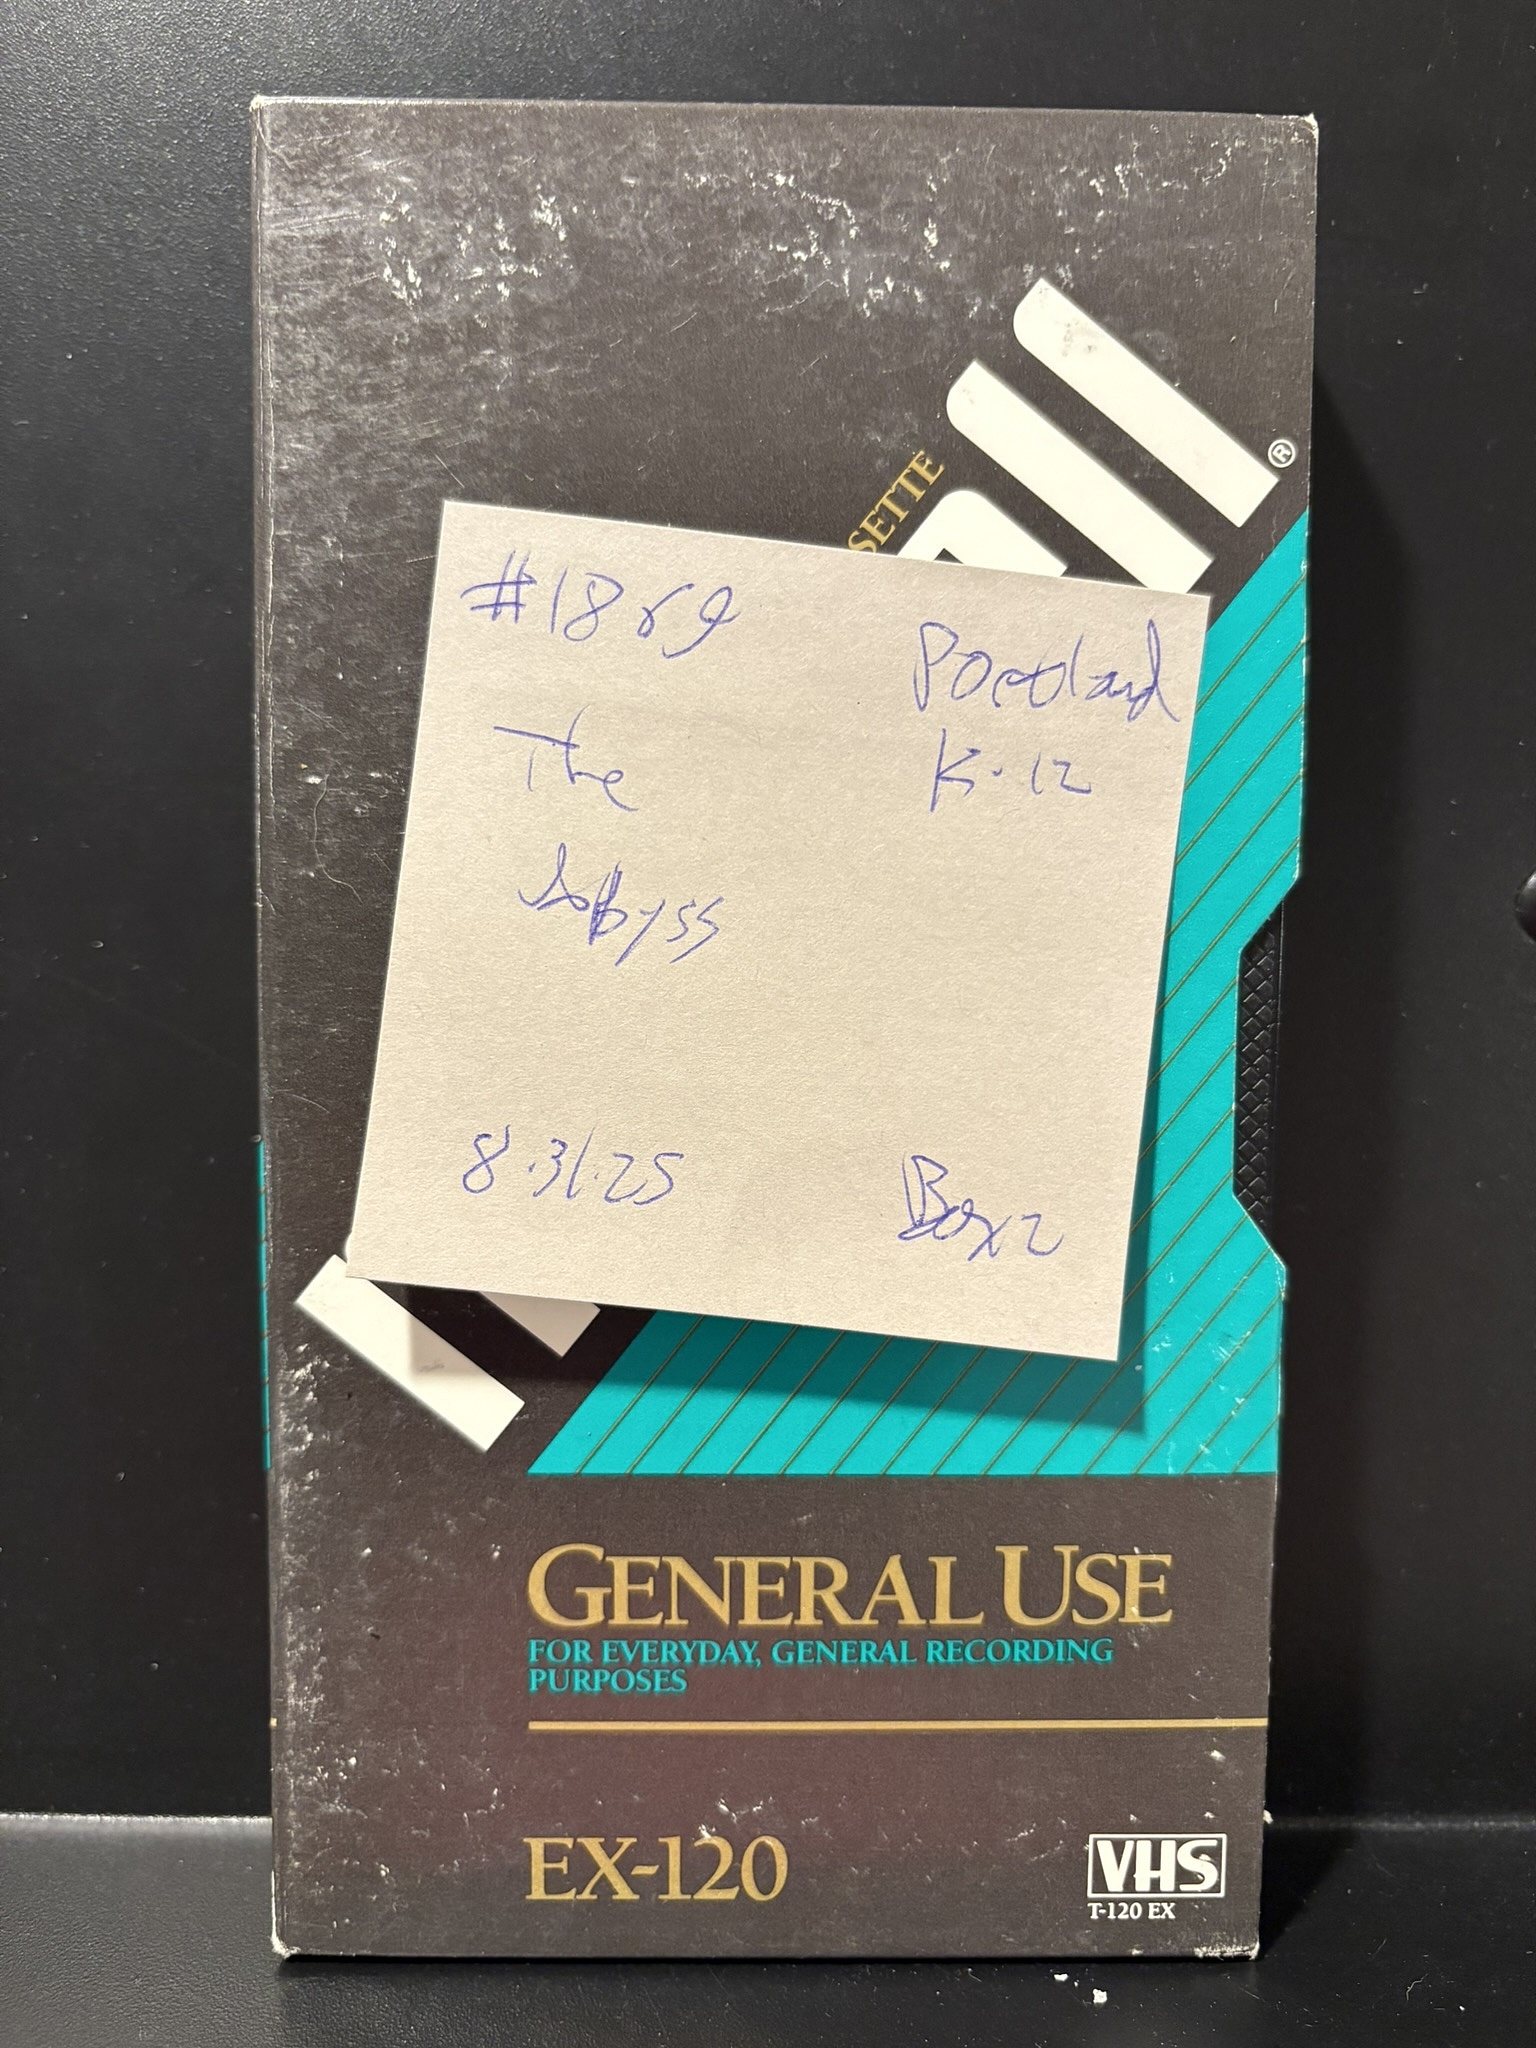 SETTE
®
#1869
Portland
K-12
The
Abyss
8.31.25
Box 2
GENERAL USE
FOR EVERYDAY, GENERAL RECORDING
PURPOSES
EX-120
VHS
T-120 EX